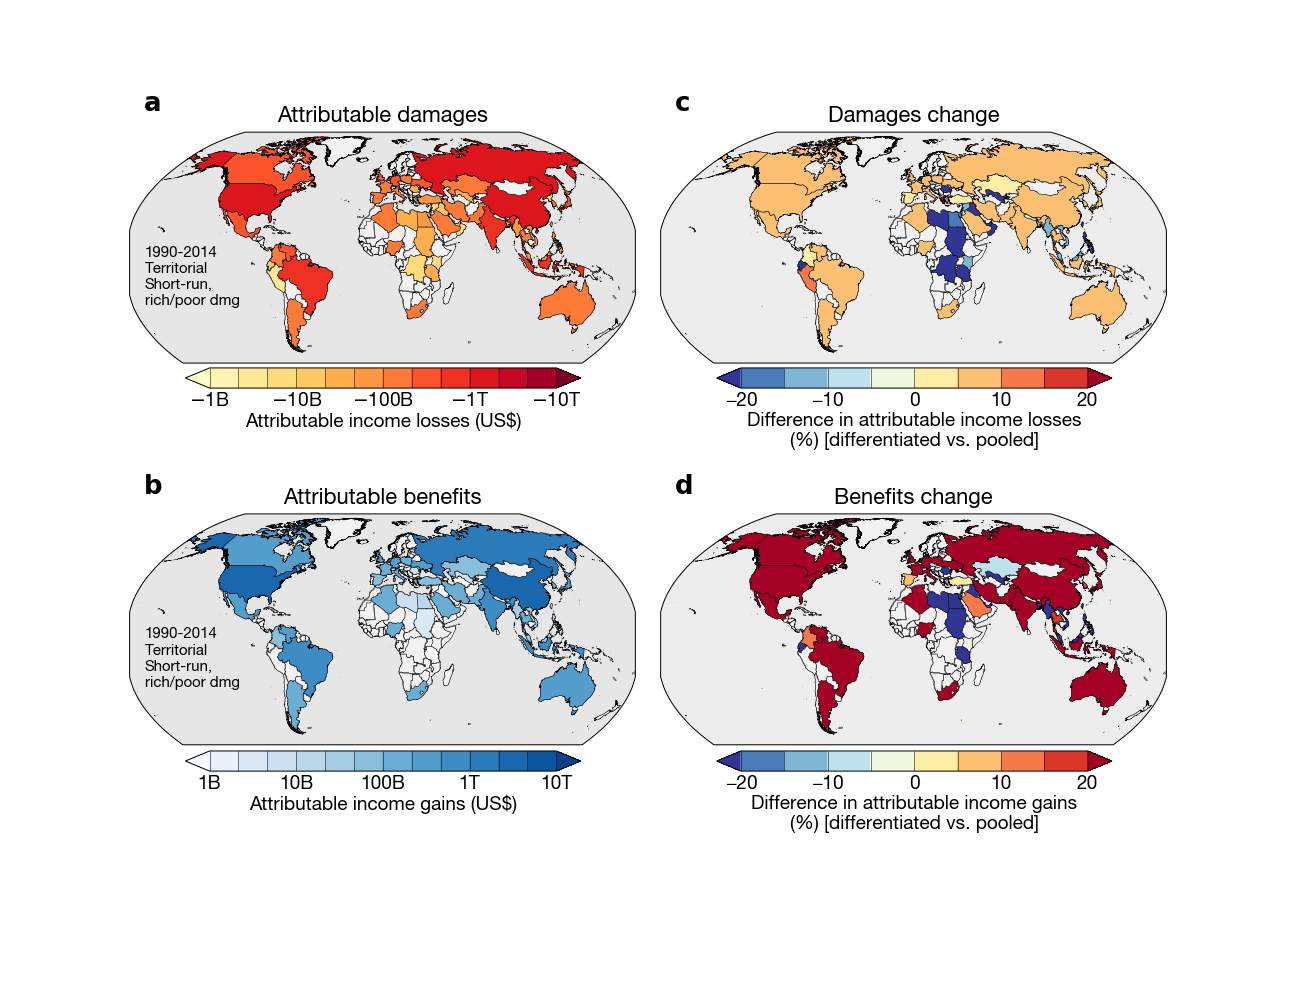 a
Attributable damages
1990-2014
Territorial
Short-run,
rich/poor dmg
−1B −10B −100B −1T −10T
Attributable income losses (US$)
c
Damages change
−20 −10 0 10 20
Difference in attributable income losses
(%) [differentiated vs. pooled]
b
Attributable benefits
1990-2014
Territorial
Short-run,
rich/poor dmg
1B 10B 100B 1T 10T
Attributable income gains (US$)
d
Benefits change
−20 −10 0 10 20
Difference in attributable income gains
(%) [differentiated vs. pooled]